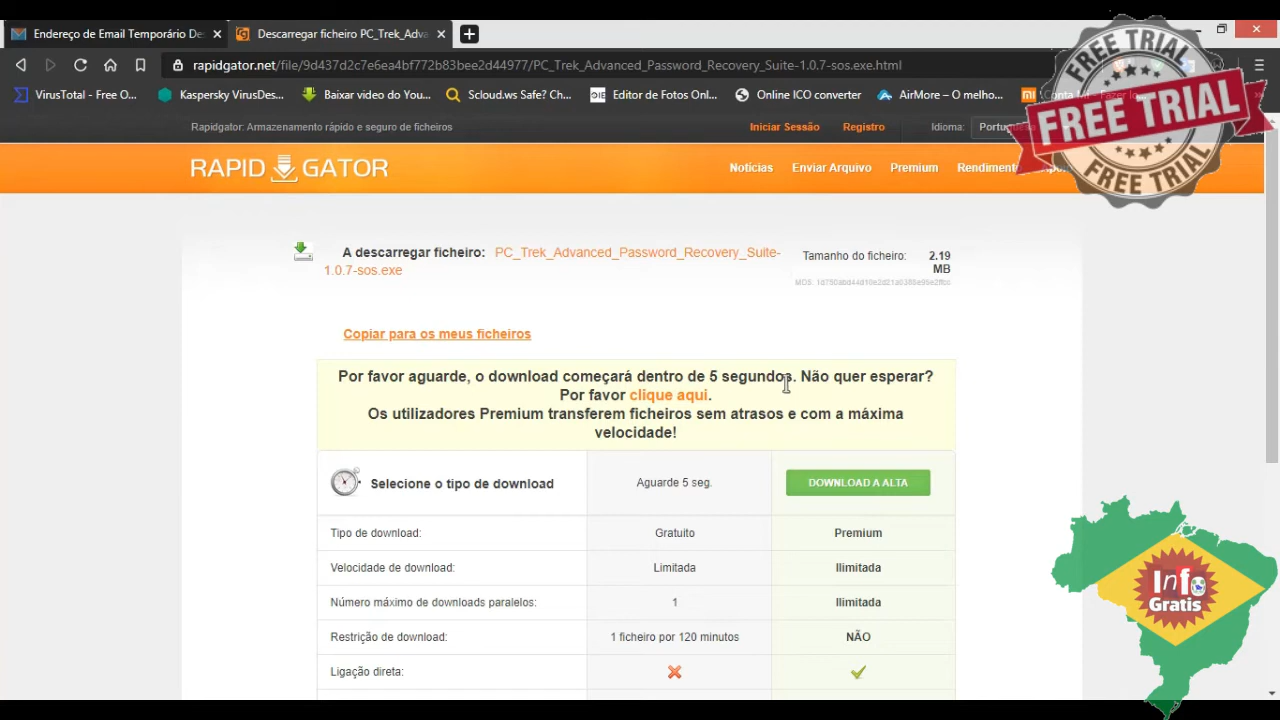 Endereço de Email Temporário De
Descarregar ficheiro PC_Trek_Adva
rapidgator.net/file/9d437d2c7e6ea4bf772b83bee2d44977/PC_Trek_Advanced_Password_Recovery_Suite-1.0.7-sos.exe.html
VirusTotal - Free O...
Kaspersky VirusDes...
Baixar video do You...
Scloud.ws Safe? Ch...
Editor de Fotos Onl...
Online ICO converter
AirMore – O melho...
FREE TRIAL
FREE TRIAL
FREE TRIAL
Rapidgator: Armazenamento rápido e seguro de ficheiros
Iniciar Sessão
Registro
Idioma:
RAPID GATOR
Notícias
Enviar Arquivo
Premium
A descarregar ficheiro: PC_Trek_Advanced_Password_Recovery_Suite-
1.0.7-sos.exe
Tamanho do ficheiro: 2.19
MB
Copiar para os meus ficheiros
Por favor aguarde, o download começará dentro de 5 segundos. Não quer esperar?
Por favor clique aqui.
Os utilizadores Premium transferem ficheiros sem atrasos e com a máxima
velocidade!
Selecione o tipo de download
Aguarde 5 seg.
DOWNLOAD A ALTA
Tipo de download:
Gratuito
Premium
Velocidade de download:
Limitada
Ilimitada
Número máximo de downloads paralelos:
1
Ilimitada
Restrição de download:
1 ficheiro por 120 minutos
NÃO
Ligação direta:
Info
Gratis